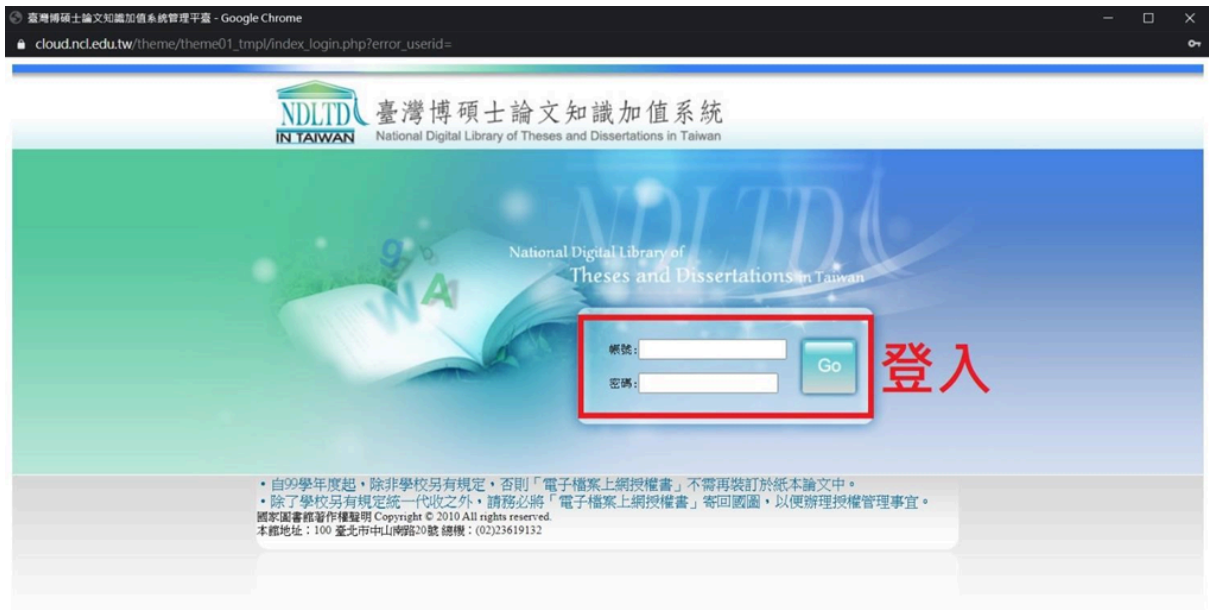 臺灣博碩士論文知識加值系統管理平臺 - Google Chrome
cloud.ncl.edu.tw/theme/theme01_tmpl/index_login.php?error_userid=
NDLTD
IN TAIWAN
臺灣博碩士論文知識加值系統
National Digital Library of Theses and Dissertations in Taiwan
NDLTD
National Digital Library of
Theses and Dissertations in Taiwan
帳號:
密碼:
Go
登入
• 自99學年度起，除非學校另有規定，否則「電子檔案上網授權書」不需再裝訂於紙本論文中。
• 除了學校另有規定統一代收之外，請務必將「電子檔案上網授權書」寄回國圖，以便辦理授權管理事宜。
國家圖書館著作權聲明 Copyright © 2010 All rights reserved.
本館地址：100 臺北市中山南路20號 總機：(02)23619132